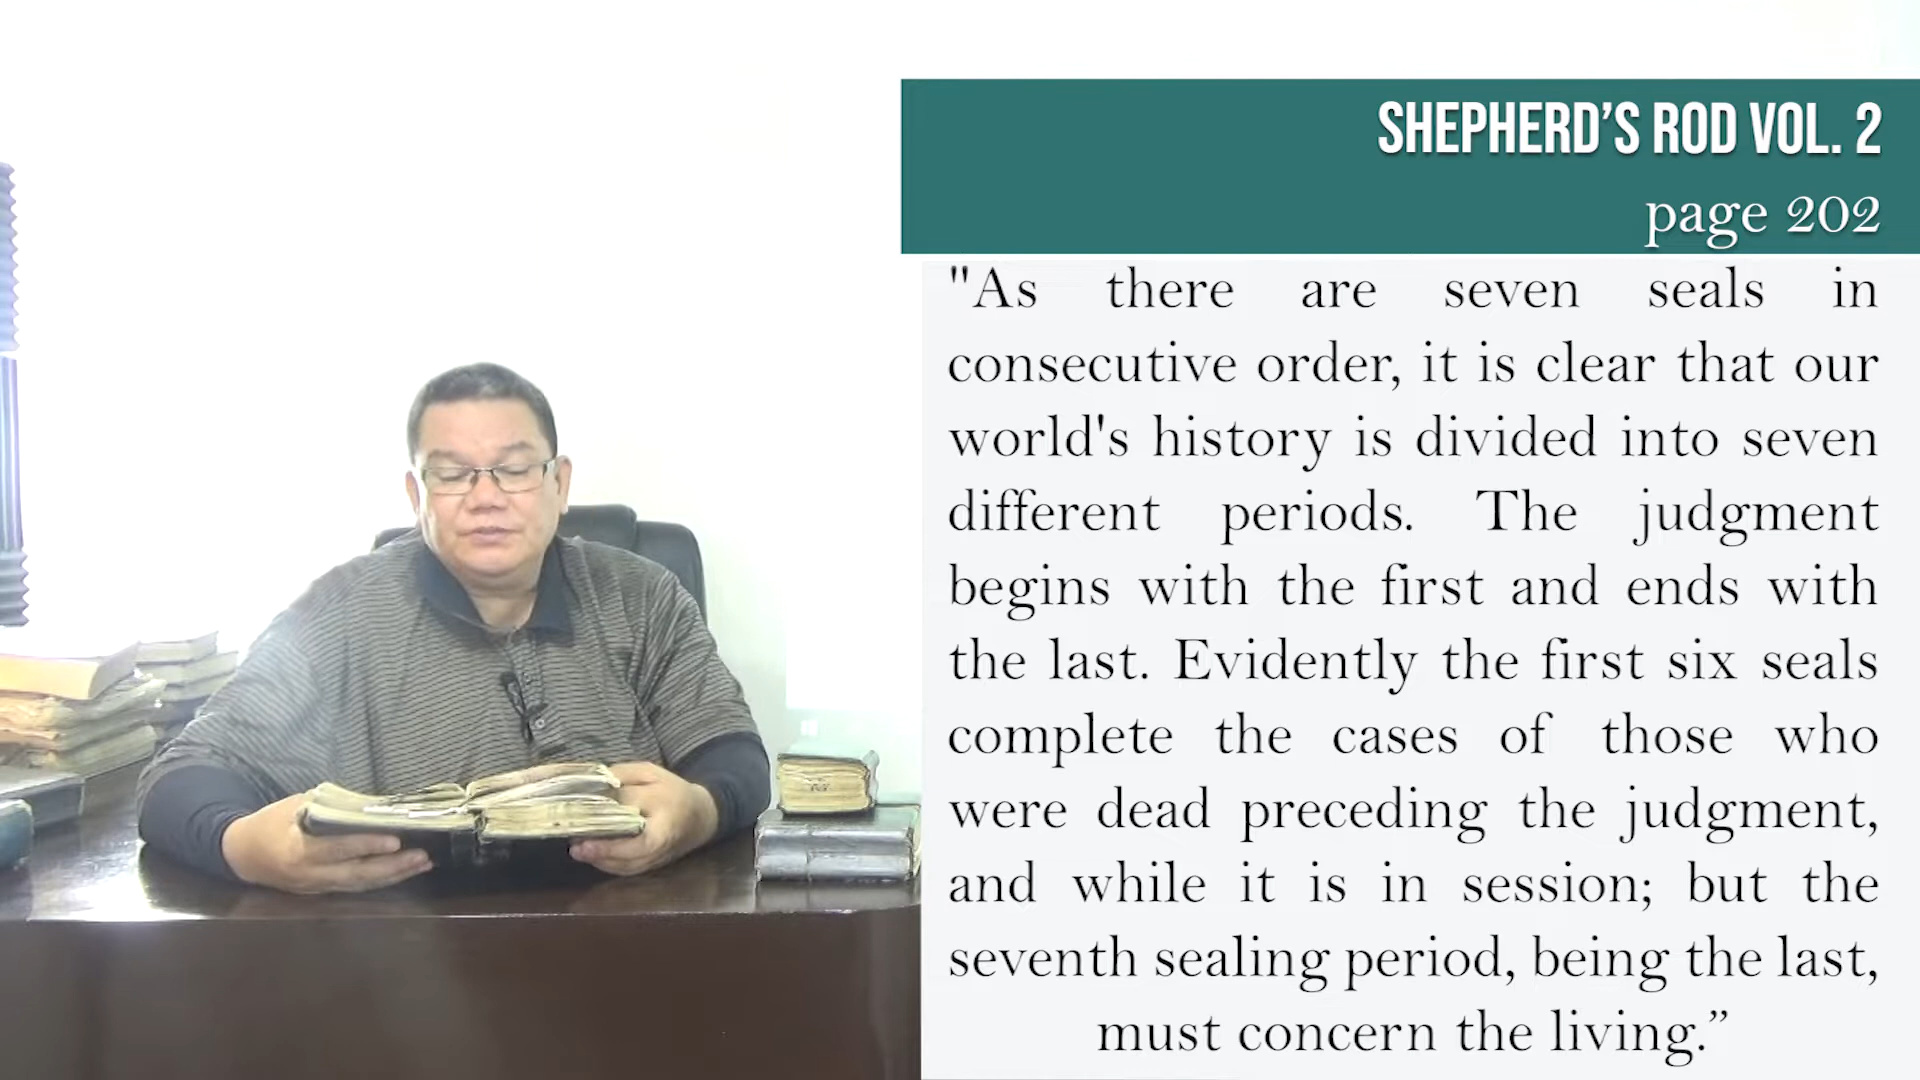 SHEPHERD’S ROD VOL. 2
page 202
"As there are seven seals in
consecutive order, it is clear that our
world's history is divided into seven
different periods. The judgment
begins with the first and ends with
the last. Evidently the first six seals
complete the cases of those who
were dead preceding the judgment,
and while it is in session; but the
seventh sealing period, being the last,
must concern the living.”